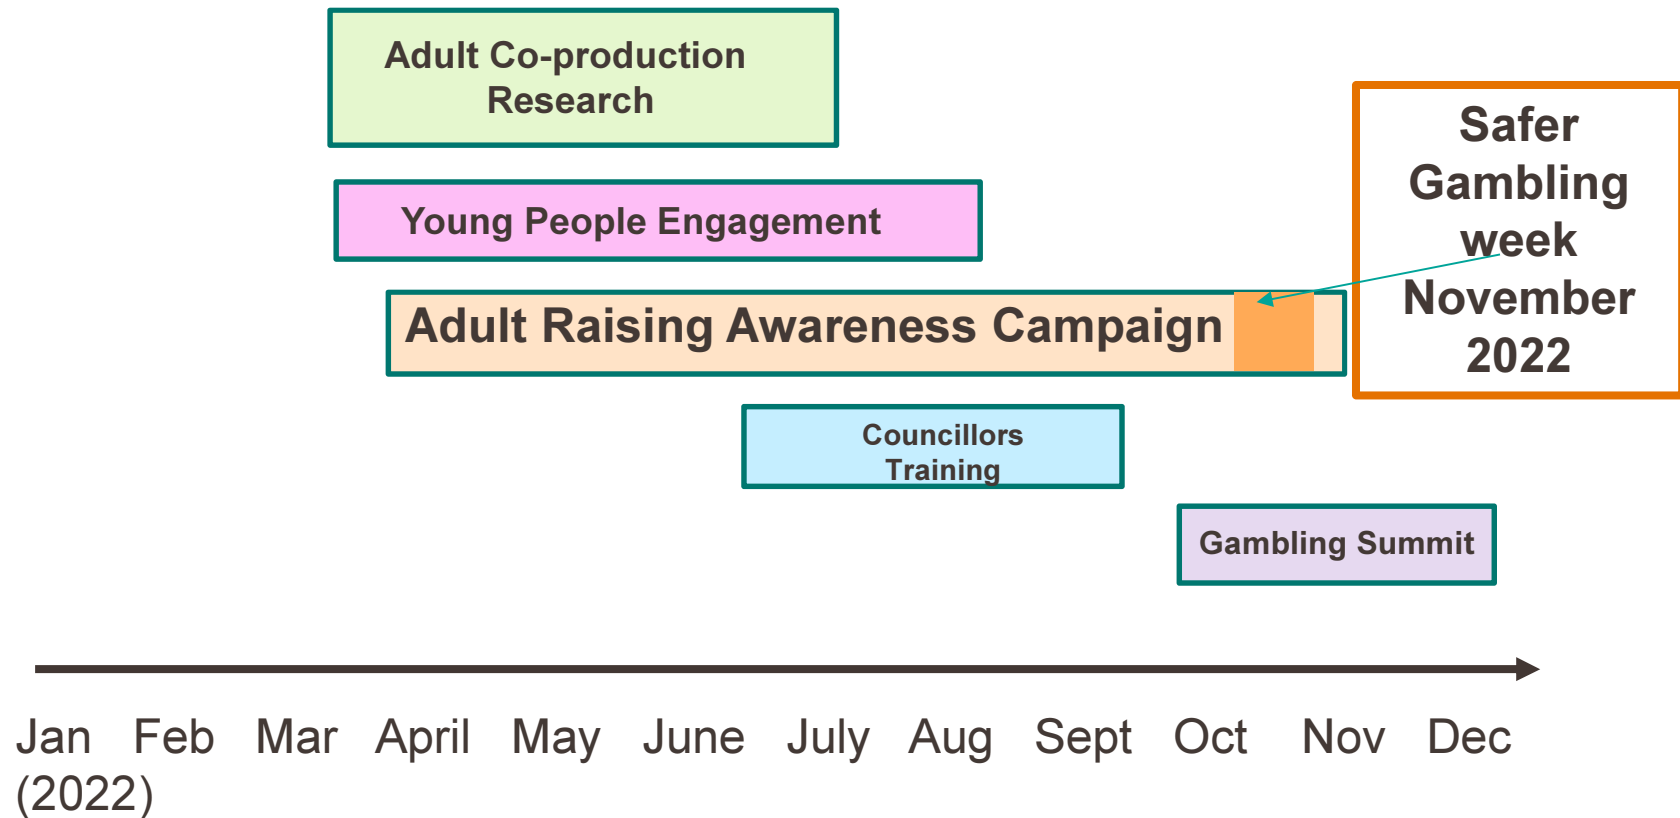 Adult Co-production
Research
Young People Engagement
Adult Raising Awareness Campaign
Safer
Gambling
week
November
2022
Councillors
Training
Gambling Summit
Jan Feb Mar April May June July Aug Sept Oct Nov Dec
(2022)